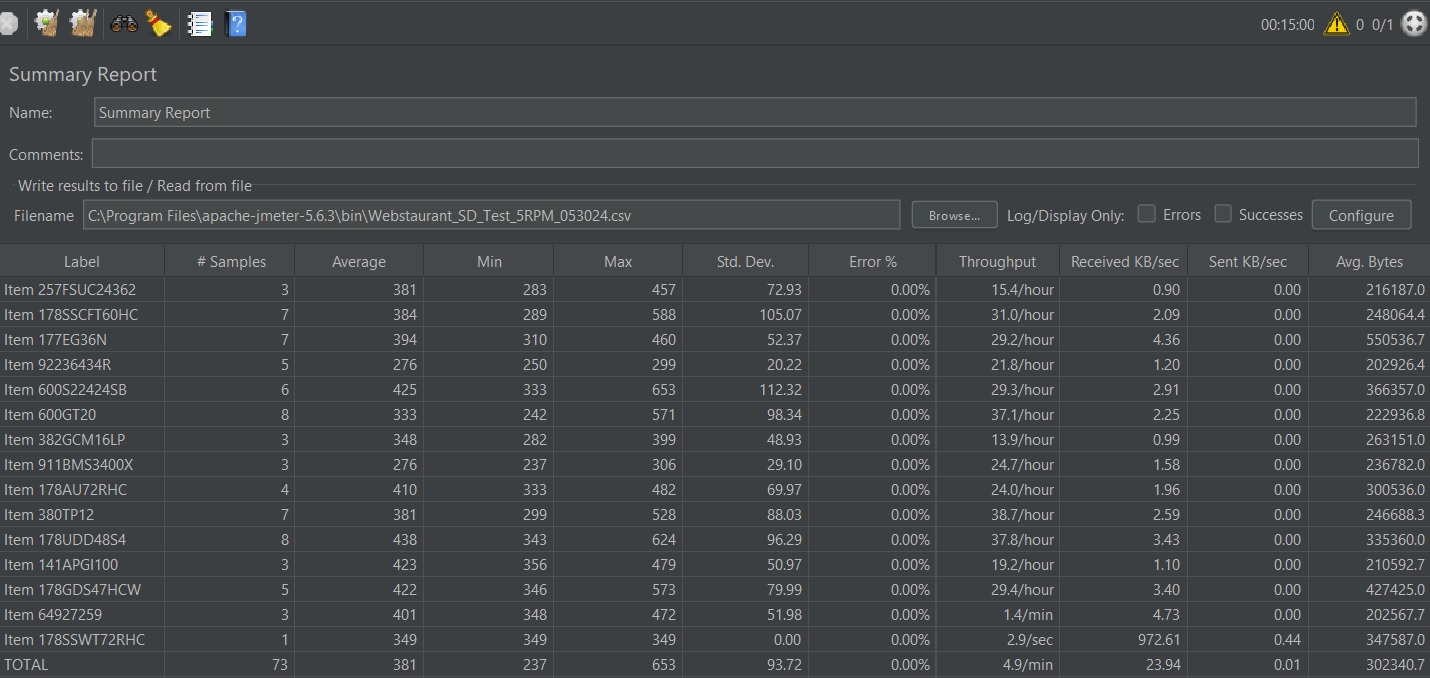 00:15:00 0 0/1
Summary Report
Name: Summary Report
Comments:
Write results to file / Read from file
Filename C:\Program Files\apache-jmeter-5.6.3\bin\Webstaurant_SD_Test_5RPM_053024.csv Browse... Log/Display Only: Errors Successes Configure
Label # Samples Average Min Max Std. Dev. Error % Throughput Received KB/sec Sent KB/sec Avg. Bytes
Item 257FSUC24362 3 381 283 457 72.93 0.00% 15.4/hour 0.90 0.00 216187.0
Item 178SSCFT60HC 7 384 289 588 105.07 0.00% 31.0/hour 2.09 0.00 248064.4
Item 177EG36N 7 394 310 460 52.37 0.00% 29.2/hour 4.36 0.00 550536.7
Item 92236434R 5 276 250 299 20.22 0.00% 21.8/hour 1.20 0.00 202926.4
Item 600S22424SB 6 425 333 653 112.32 0.00% 29.3/hour 2.91 0.00 366357.0
Item 600GT20 8 333 242 571 98.34 0.00% 37.1/hour 2.25 0.00 222936.8
Item 382GCM16LP 3 348 282 399 48.93 0.00% 13.9/hour 0.99 0.00 263151.0
Item 911BMS3400X 3 276 237 306 29.10 0.00% 24.7/hour 1.58 0.00 236782.0
Item 178AU72RHC 4 410 333 482 69.97 0.00% 24.0/hour 1.96 0.00 300536.0
Item 380TP12 7 381 299 528 88.03 0.00% 38.7/hour 2.59 0.00 246688.3
Item 178UDD48S4 8 438 343 624 96.29 0.00% 37.8/hour 3.43 0.00 335360.0
Item 141APGI100 3 423 356 479 50.97 0.00% 19.2/hour 1.10 0.00 210592.7
Item 178GDS47HCW 5 422 346 573 79.99 0.00% 29.4/hour 3.40 0.00 427425.0
Item 64927259 3 401 348 472 51.98 0.00% 1.4/min 4.73 0.00 202567.7
Item 178SSWT72RHC 1 349 349 349 0.00 0.00% 2.9/sec 972.61 0.44 347587.0
TOTAL 73 381 237 653 93.72 0.00% 4.9/min 23.94 0.01 302340.7